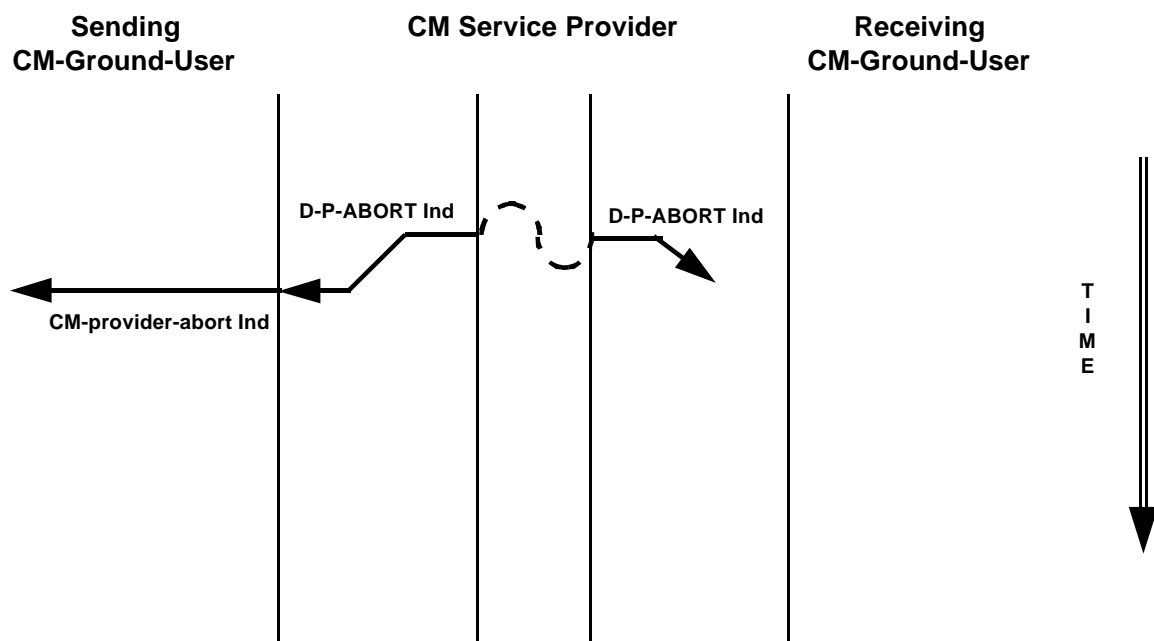 Sending
CM-Ground-User
CM Service Provider
Receiving
CM-Ground-User
D-P-ABORT Ind
D-P-ABORT Ind
CM-provider-abort Ind
T
I
M
E